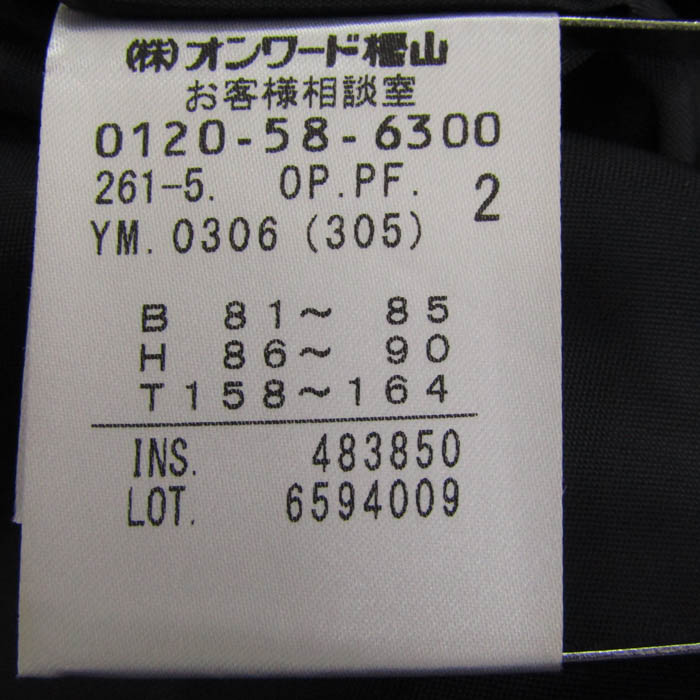 (株)オンワード樫山
お客様相談室
0120-58-6300
261-5. OP.PF. 2
YM. 0306 (305)
B 81～ 85
H 86～ 90
T158～164
INS. 483850
LOT. 6594009